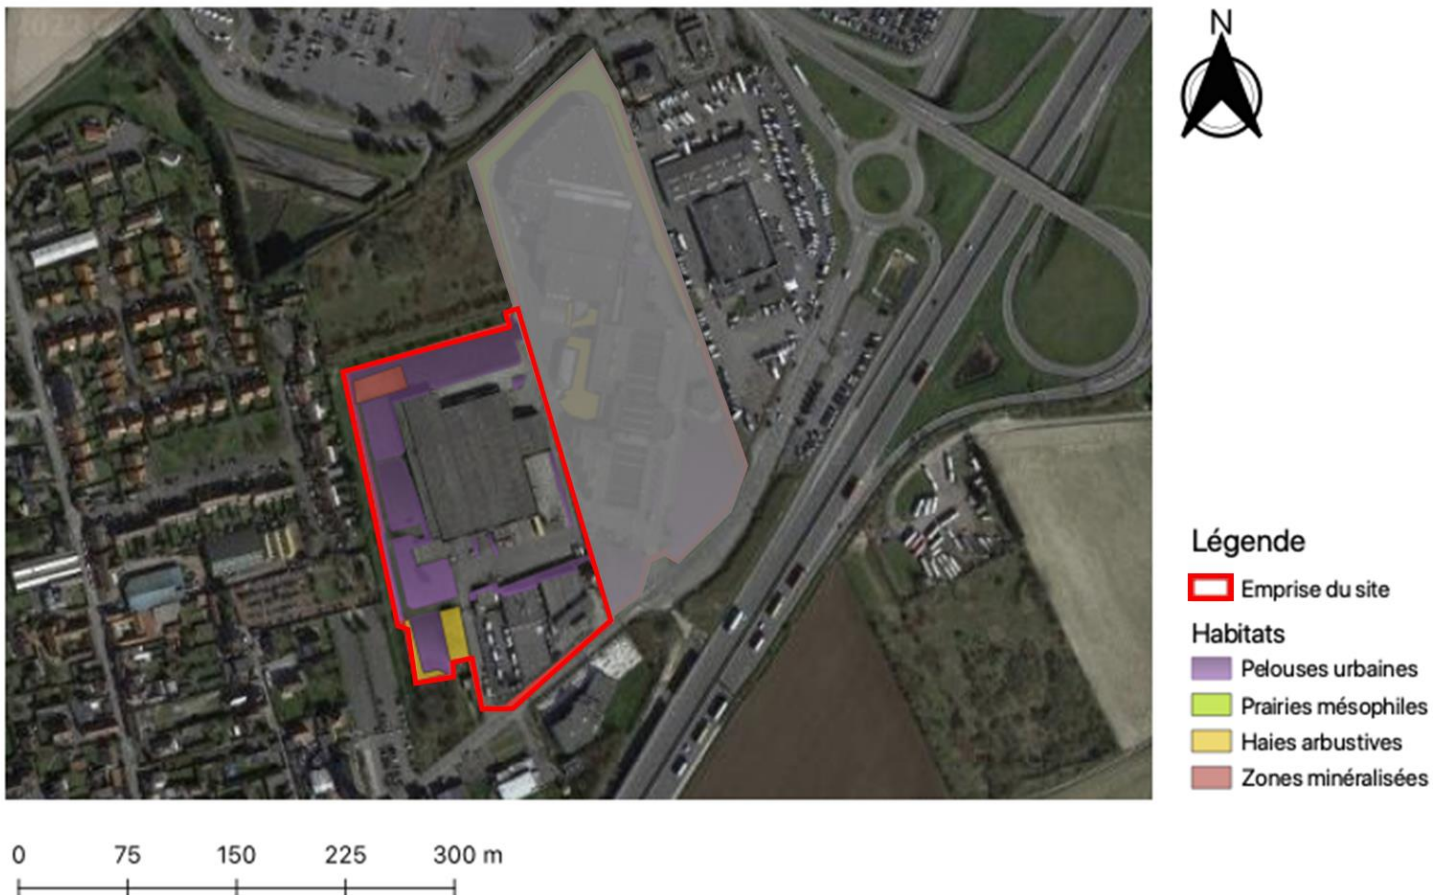 N
Légende
Emprise du site
Habitats
Pelouses urbaines
Prairies mésophiles
Haies arbustives
Zones minéralisées
0 75 150 225 300 m